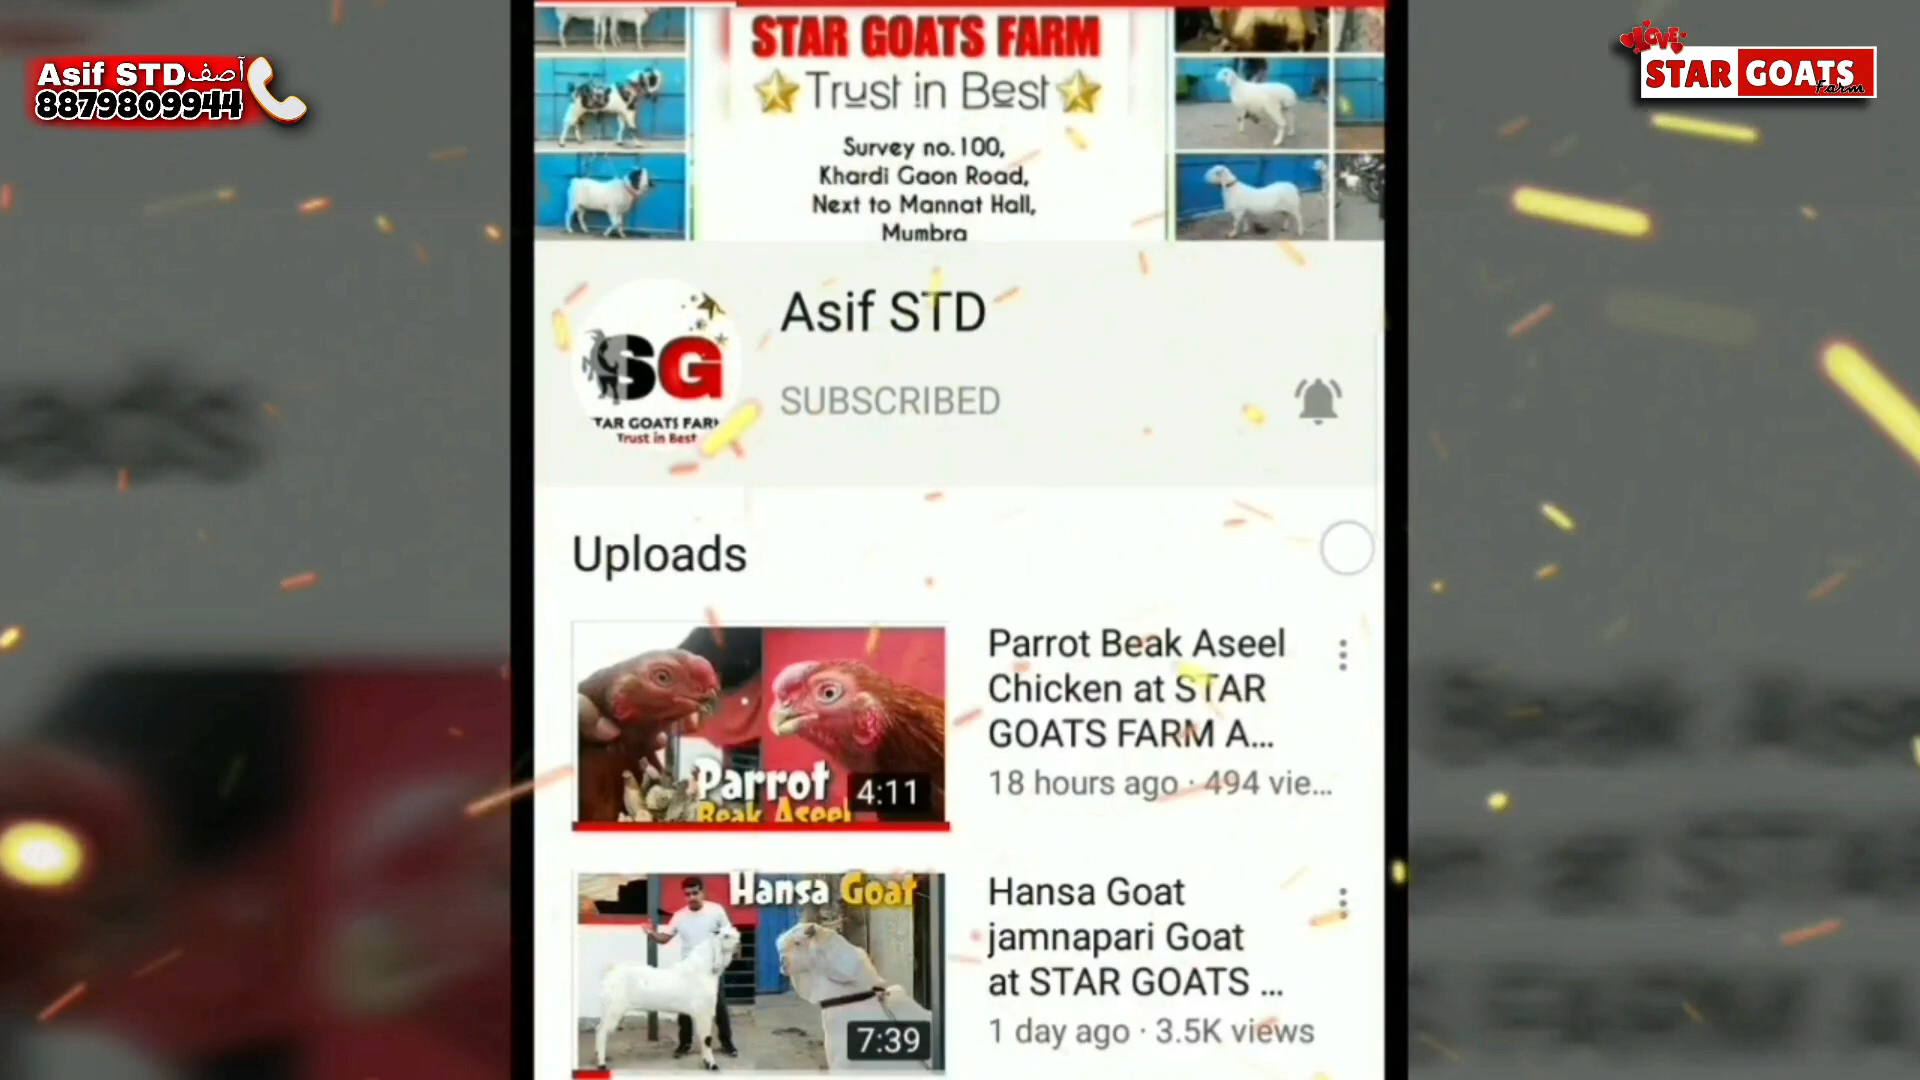 Asif STD آصف
8879809944
LOVE
STAR GOATS
Farm
STAR GOATS FARM
Trust in Best
Survey no.100,
Khardi Gaon Road,
Next to Mannat Hall,
Mumbra
SG
TAR GOATS FAR
Trust in Best
Asif STD
SUBSCRIBED
Uploads
Parrot
Beak Aseel
4:11
Parrot Beak Aseel
Chicken at STAR
GOATS FARM A...
18 hours ago · 494 vie...
Hansa Goat
7:39
Hansa Goat
jamnapari Goat
at STAR GOATS ...
1 day ago · 3.5K views